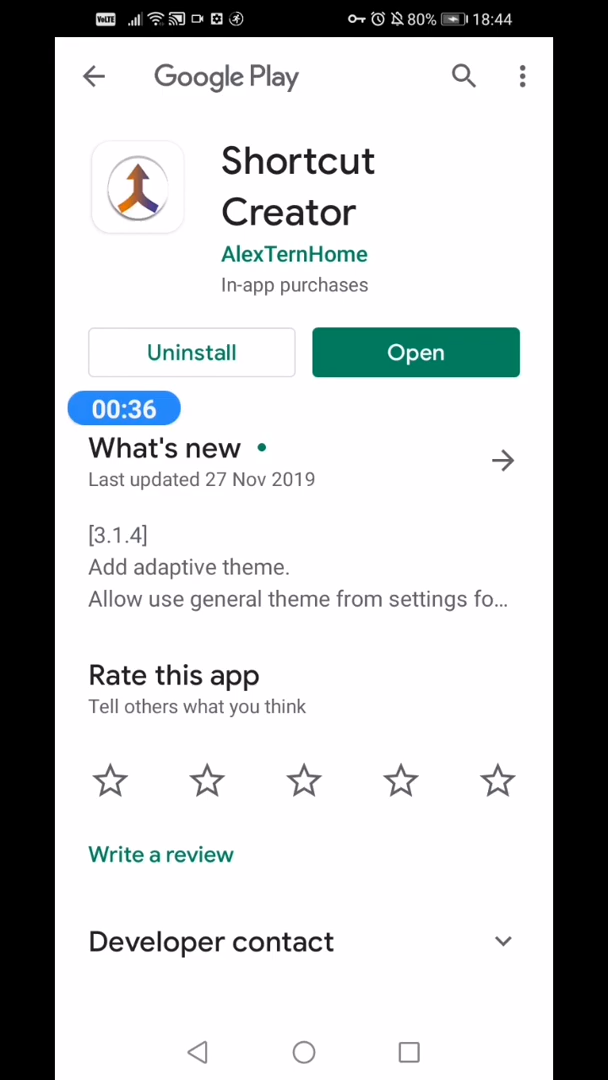 VoLTE 80% 18:44
Google Play
Shortcut
Creator
AlexTernHome
In-app purchases
Uninstall Open
00:36
What's new
Last updated 27 Nov 2019
[3.1.4]
Add adaptive theme.
Allow use general theme from settings fo...
Rate this app
Tell others what you think
Write a review
Developer contact